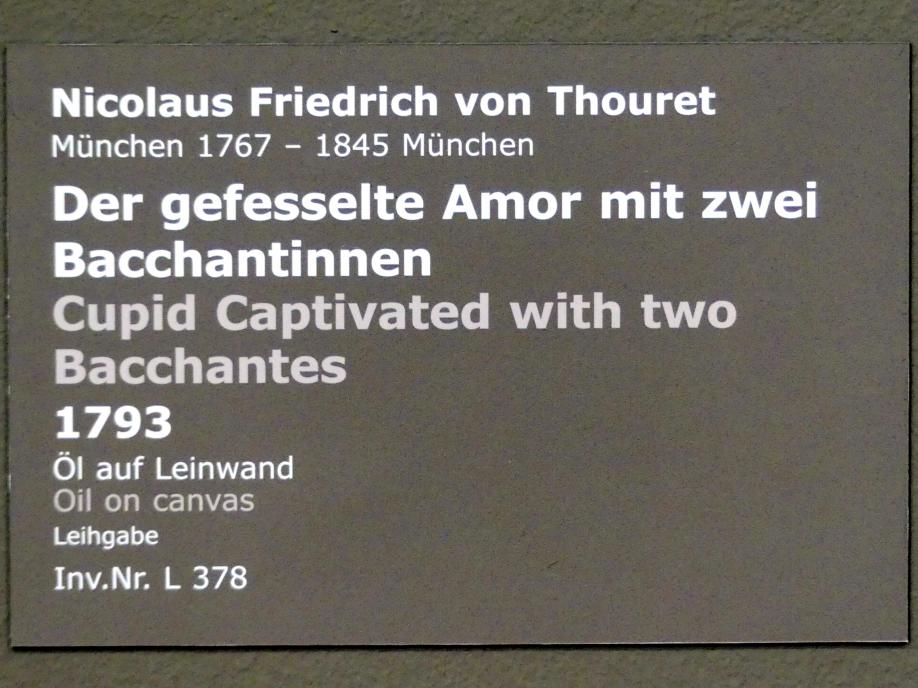 Nicolaus Friedrich von Thouret
München 1767 – 1845 München
Der gefesselte Amor mit zwei
Bacchantinnen
Cupid Captivated with two
Bacchantes
1793
Öl auf Leinwand
Oil on canvas
Leihgabe
Inv.Nr. L 378